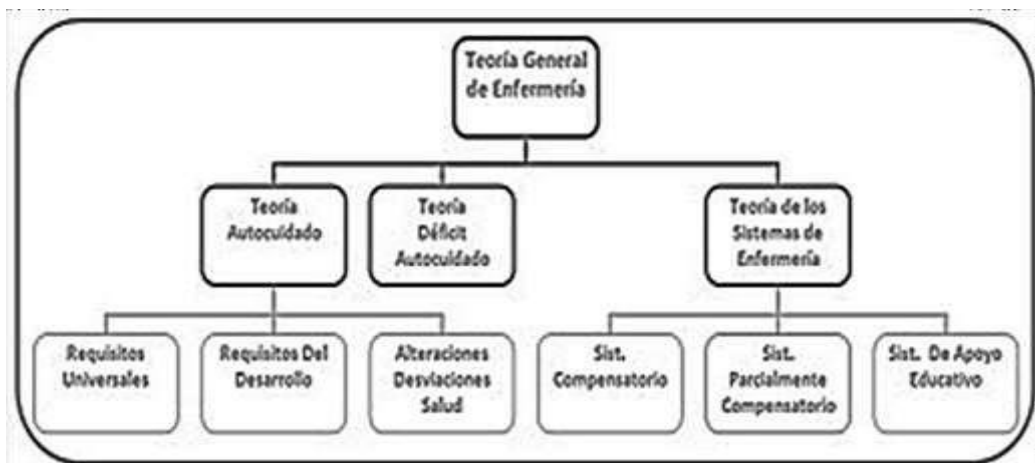 Teoría General
de Enfermería
Teoría
Autocuidado
Teoría
Déficit
Autocuidado
Teoría de los
Sistemas de
Enfermería
Requisitos
Universales
Requisitos Del
Desarrollo
Alteraciones
Desviaciones
Salud
Sist.
Compensatorio
Sist.
Parcialmente
Compensatorio
Sist. De Apoyo
Educativo